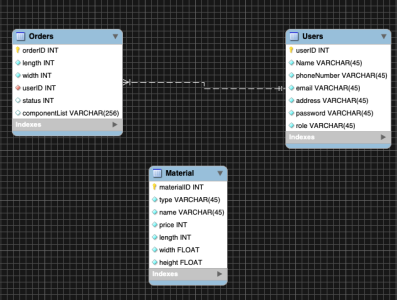 Orders
orderID INT
length INT
width INT
userID INT
status INT
componentList VARCHAR(256)
Indexes
Users
userID INT
Name VARCHAR(45)
phoneNumber VARCHAR(45)
email VARCHAR(45)
address VARCHAR(45)
password VARCHAR(45)
role VARCHAR(45)
Indexes
Material
materialID INT
type VARCHAR(45)
name VARCHAR(45)
price INT
length INT
width FLOAT
height FLOAT
Indexes